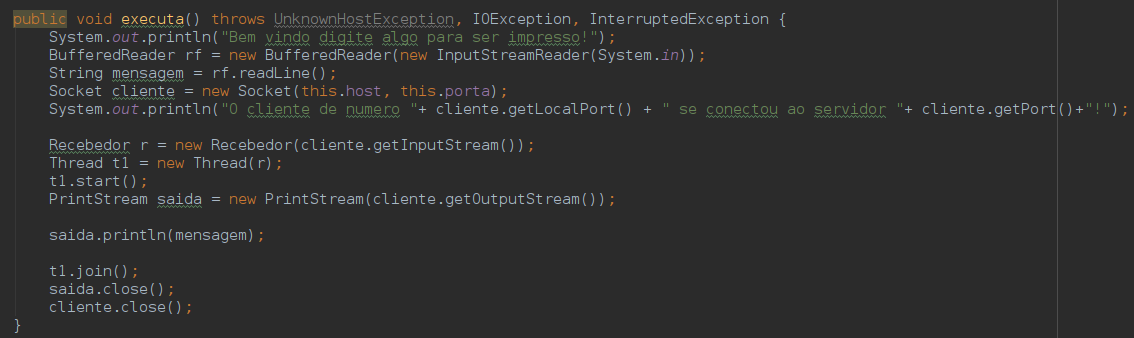 public void executa() throws UnknownHostException, IOException, InterruptedException {
    System.out.println("Bem vindo digite algo para ser impresso!");
    BufferedReader rf = new BufferedReader(new InputStreamReader(System.in));
    String mensagem = rf.readLine();
    Socket cliente = new Socket(this.host, this.porta);
    System.out.println("O cliente de numero "+ cliente.getLocalPort() + " se conectou ao servidor "+ cliente.getPort()+"!");

    Recebedor r = new Recebedor(cliente.getInputStream());
    Thread t1 = new Thread(r);
    t1.start();
    PrintStream saida = new PrintStream(cliente.getOutputStream());

    saida.println(mensagem);

    t1.join();
    saida.close();
    cliente.close();
}